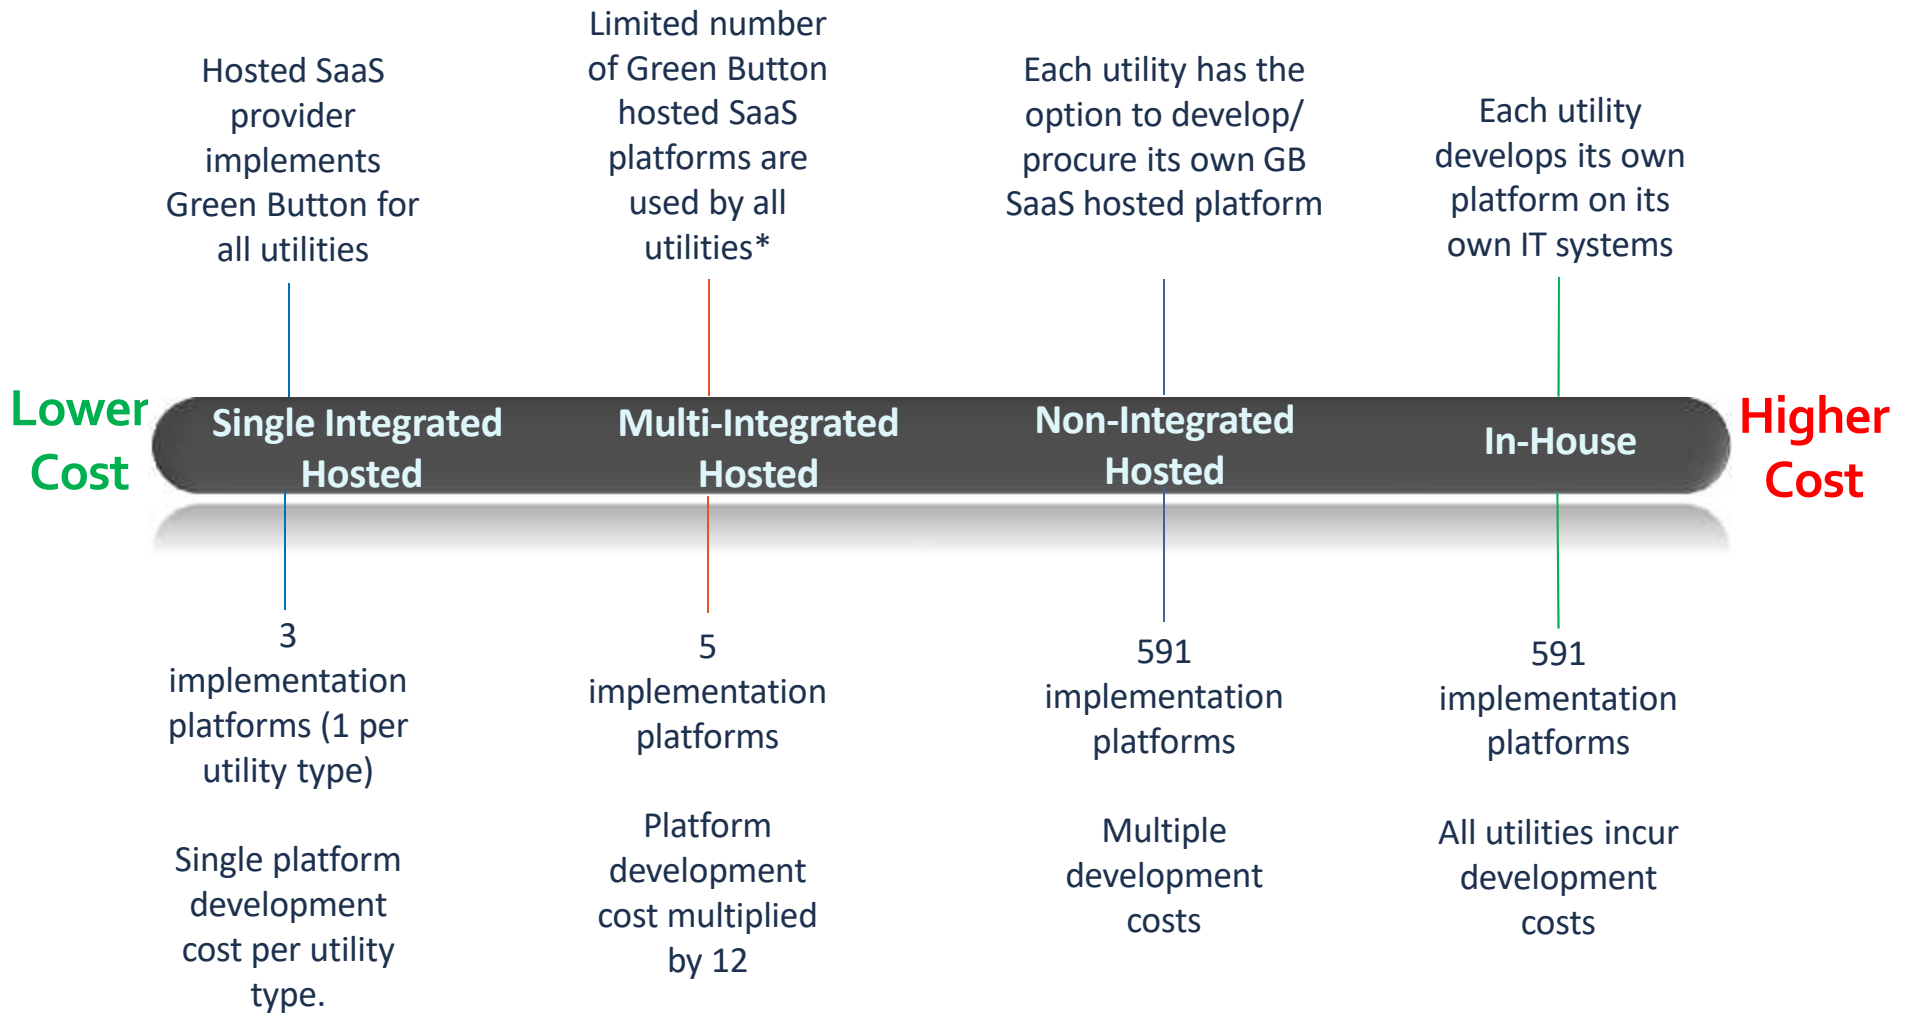 Hosted SaaS
provider
implements
Green Button for
all utilities
Limited number
of Green Button
hosted SaaS
platforms are
used by all
utilities*
Each utility has the
option to develop/
procure its own GB
SaaS hosted platform
Each utility
develops its own
platform on its
own IT systems
Lower
Cost
Single Integrated
Hosted
Multi-Integrated
Hosted
Non-Integrated
Hosted
In-House
Higher
Cost
3
implementation
platforms (1 per
utility type)
Single platform
development
cost per utility
type.
5
implementation
platforms
Platform
development
cost multiplied
by 12
591
implementation
platforms
Multiple
development
costs
591
implementation
platforms
All utilities incur
development
costs